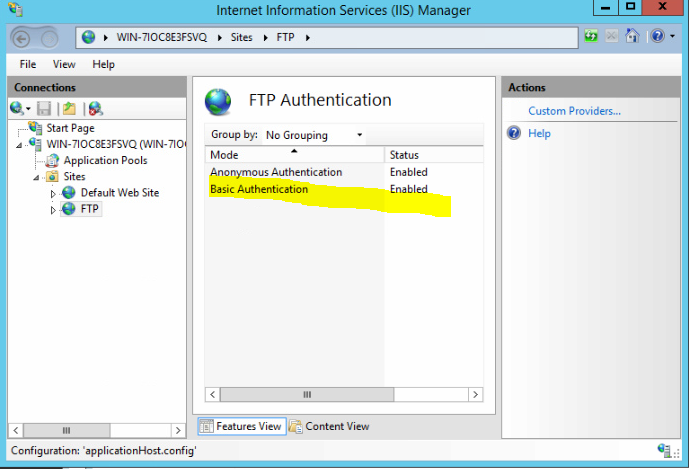 Internet Information Services (IIS) Manager
WIN-7IOC8E3FSVQ Sites FTP
File View Help
Connections
Start Page
WIN-7IOC8E3FSVQ (WIN-7IO
Application Pools
Sites
Default Web Site
FTP
FTP Authentication
Group by: No Grouping
Mode Status
Anonymous Authentication Enabled
Basic Authentication Enabled
Features View Content View
Actions
Custom Providers...
Help
Configuration: 'applicationHost.config'